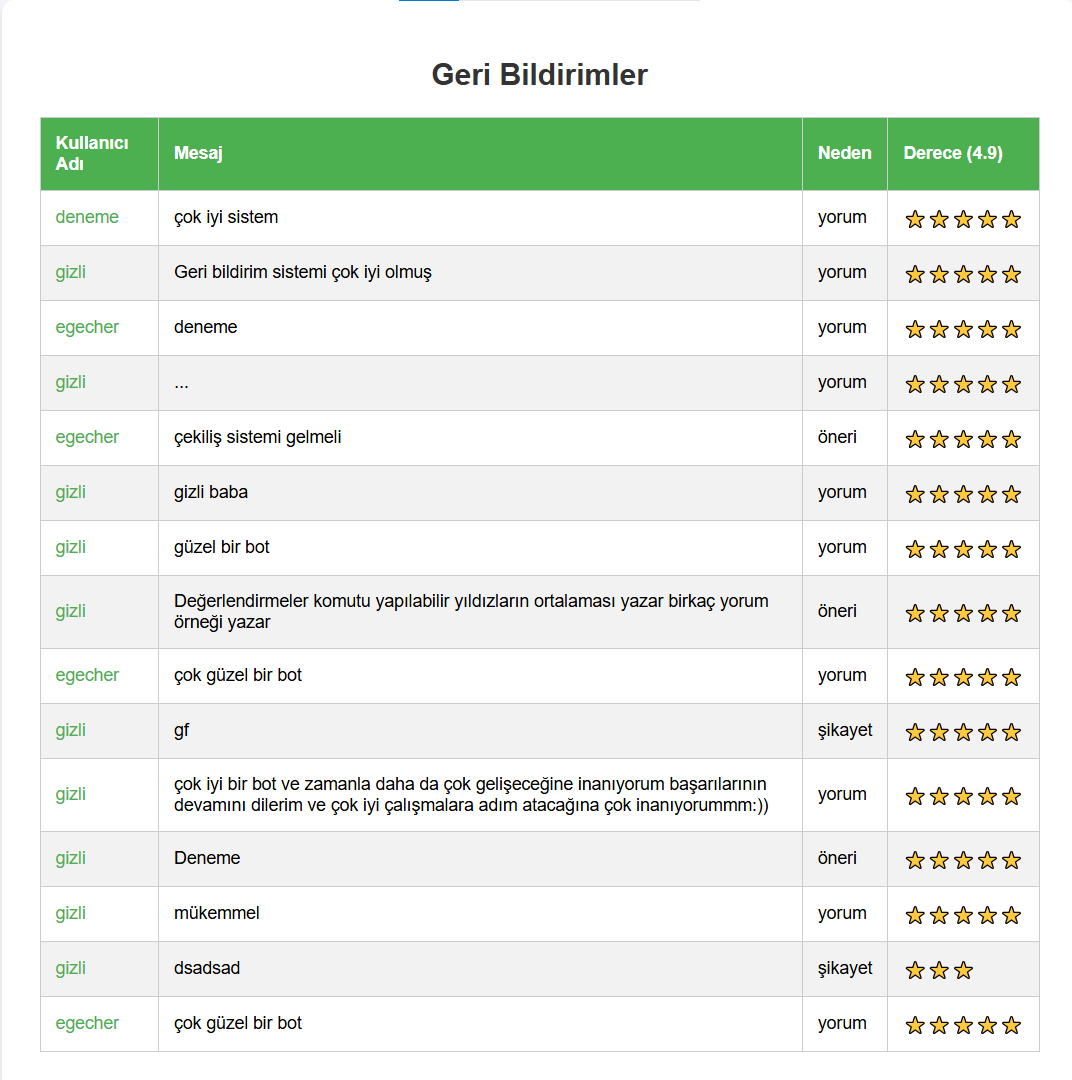 Geri Bildirimler
Kullanıcı
Adı
Mesaj
Neden
Derece (4.9)
deneme
çok iyi sistem
yorum
gizli
Geri bildirim sistemi çok iyi olmuş
yorum
egecher
deneme
yorum
gizli
...
yorum
egecher
çekiliş sistemi gelmeli
öneri
gizli
gizli baba
yorum
gizli
güzel bir bot
yorum
gizli
Değerlendirmeler komutu yapılabilir yıldızların ortalaması yazar birkaç yorum
örneği yazar
öneri
egecher
çok güzel bir bot
yorum
gizli
gf
şikayet
gizli
çok iyi bir bot ve zamanla daha da çok gelişeceğine inanıyorum başarılarının
devamını dilerim ve çok iyi çalışmalara adım atacağına çok inanıyorummm:))
yorum
gizli
Deneme
öneri
gizli
mükemmel
yorum
gizli
dsadsad
şikayet
egecher
çok güzel bir bot
yorum